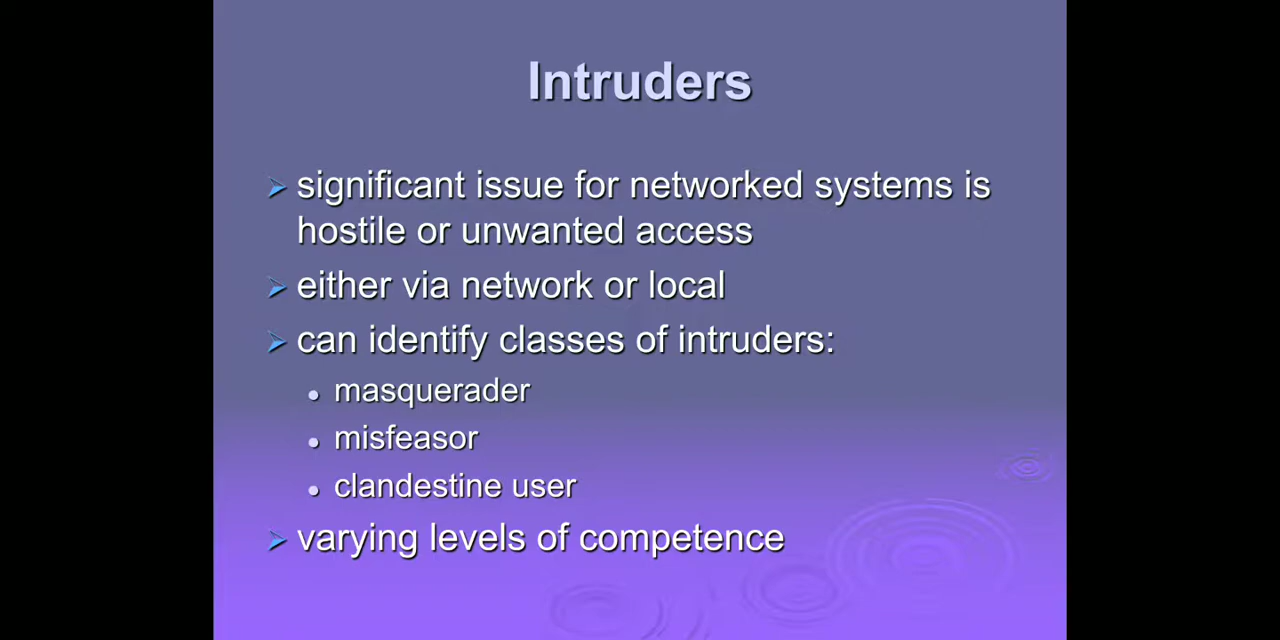 Intruders
significant issue for networked systems is
hostile or unwanted access
either via network or local
can identify classes of intruders:
masquerader
misfeasor
clandestine user
varying levels of competence